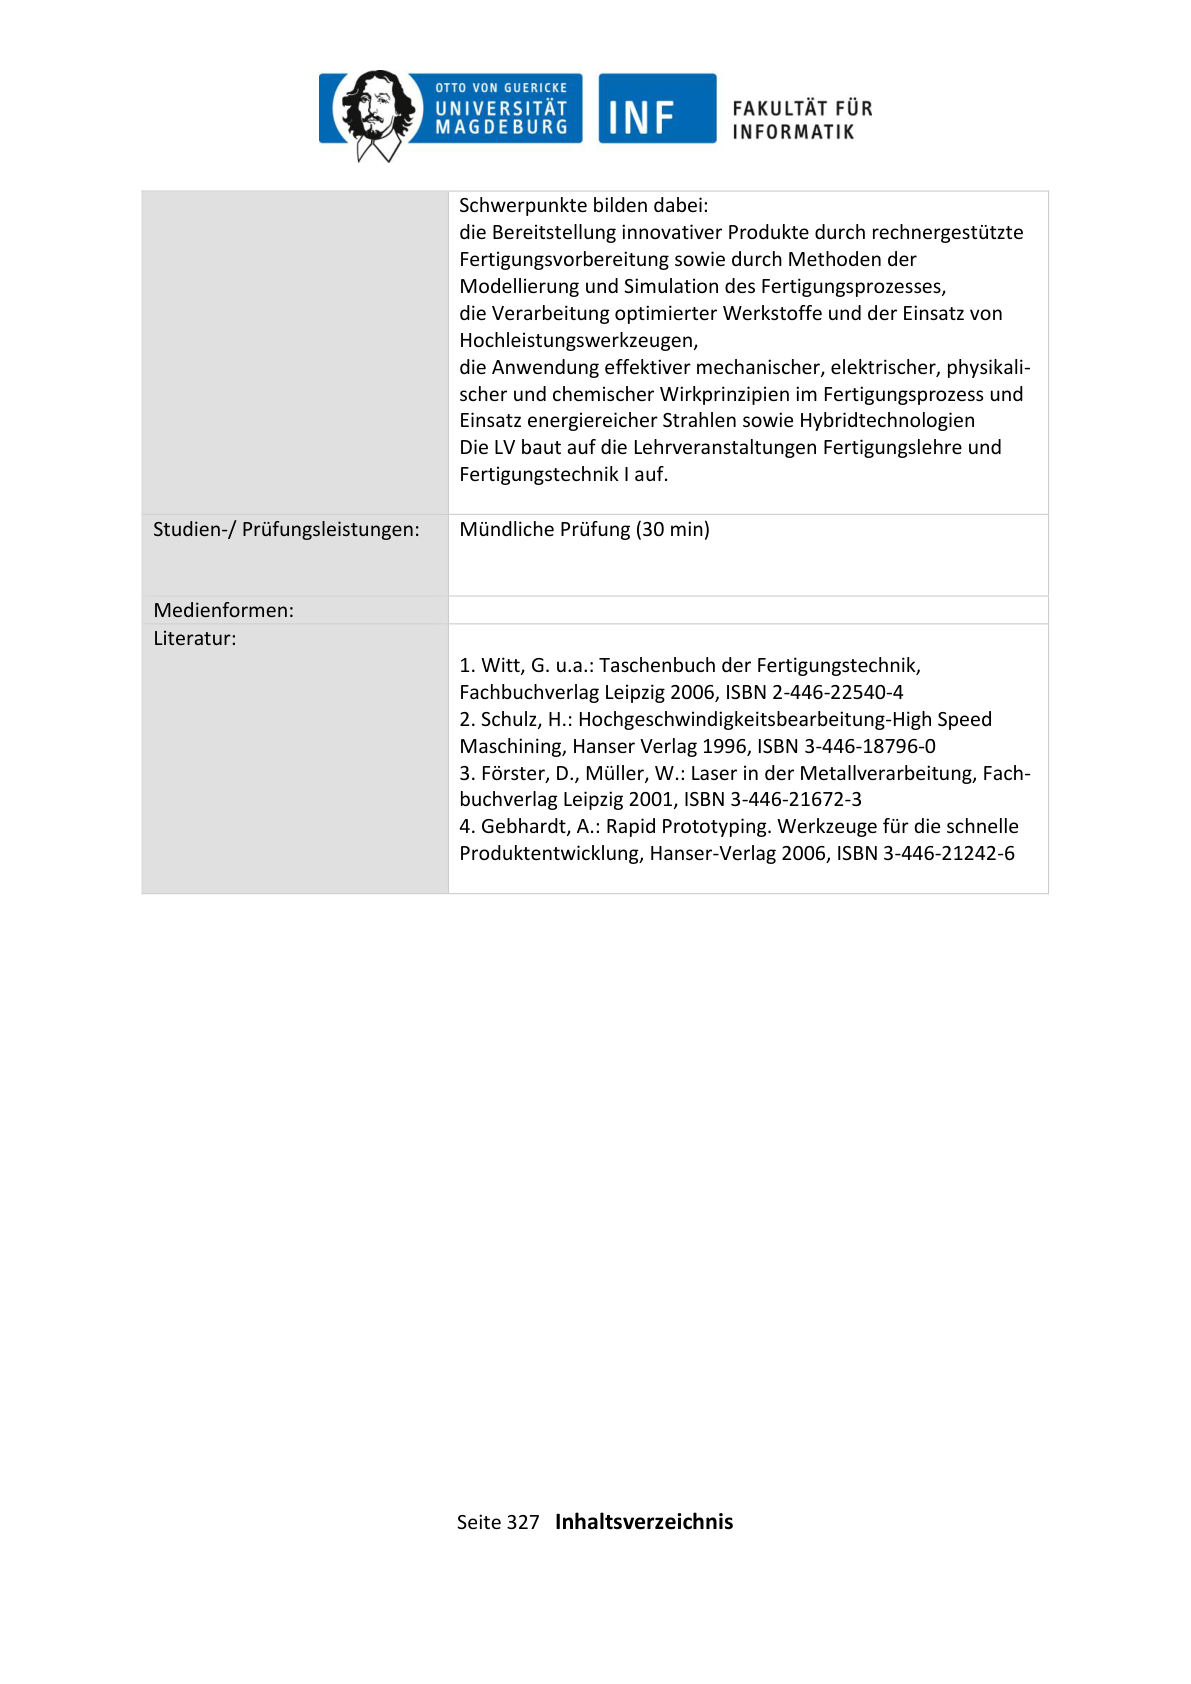 OTTO VON GUERICKE
UNIVERSITÄT
MAGDEBURG
INF
FAKULTÄT FÜR
INFORMATIK
Schwerpunkte bilden dabei:
die Bereitstellung innovativer Produkte durch rechnergestützte
Fertigungsvorbereitung sowie durch Methoden der
Modellierung und Simulation des Fertigungsprozesses,
die Verarbeitung optimierter Werkstoffe und der Einsatz von
Hochleistungswerkzeugen,
die Anwendung effektiver mechanischer, elektrischer, physikali-
scher und chemischer Wirkprinzipien im Fertigungsprozess und
Einsatz energiereicher Strahlen sowie Hybridtechnologien
Die LV baut auf die Lehrveranstaltungen Fertigungslehre und
Fertigungstechnik I auf.
Studien-/ Prüfungsleistungen:
Mündliche Prüfung (30 min)
Medienformen:
Literatur:
1. Witt, G. u.a.: Taschenbuch der Fertigungstechnik,
Fachbuchverlag Leipzig 2006, ISBN 2-446-22540-4
2. Schulz, H.: Hochgeschwindigkeitsbearbeitung-High Speed
Maschining, Hanser Verlag 1996, ISBN 3-446-18796-0
3. Förster, D., Müller, W.: Laser in der Metallverarbeitung, Fach-
buchverlag Leipzig 2001, ISBN 3-446-21672-3
4. Gebhardt, A.: Rapid Prototyping. Werkzeuge für die schnelle
Produktentwicklung, Hanser-Verlag 2006, ISBN 3-446-21242-6
Seite 327 Inhaltsverzeichnis